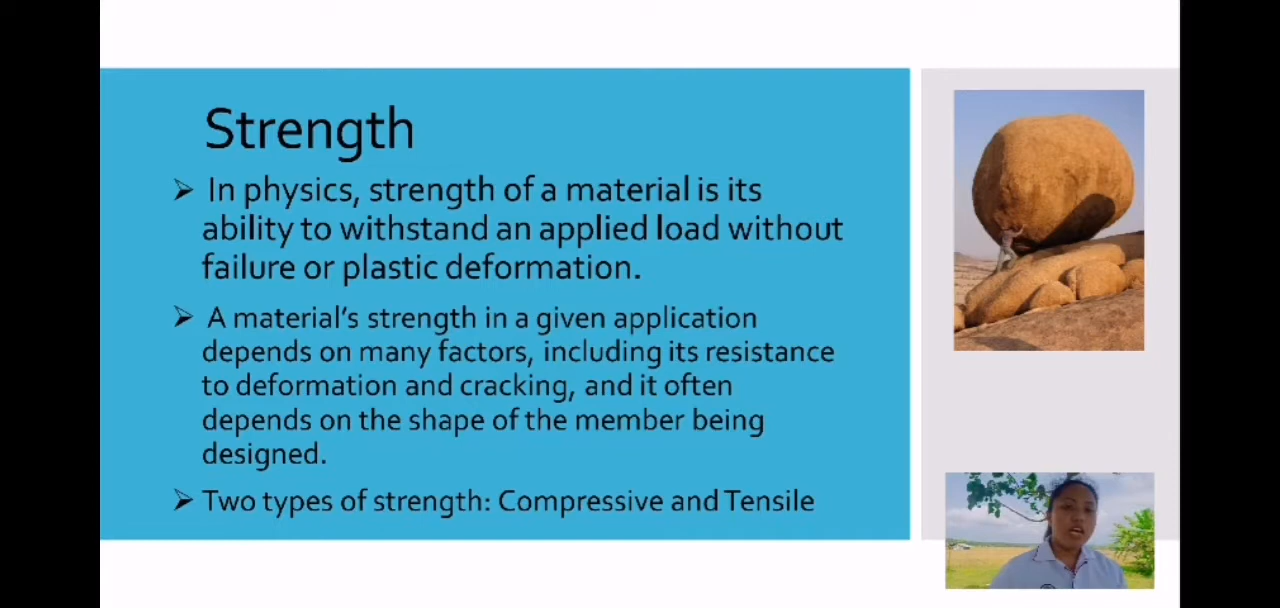 Strength
➢ In physics, strength of a material is its
ability to withstand an applied load without
failure or plastic deformation.
➢ A material's strength in a given application
depends on many factors, including its resistance
to deformation and cracking, and it often
depends on the shape of the member being
designed.
➢ Two types of strength: Compressive and Tensile